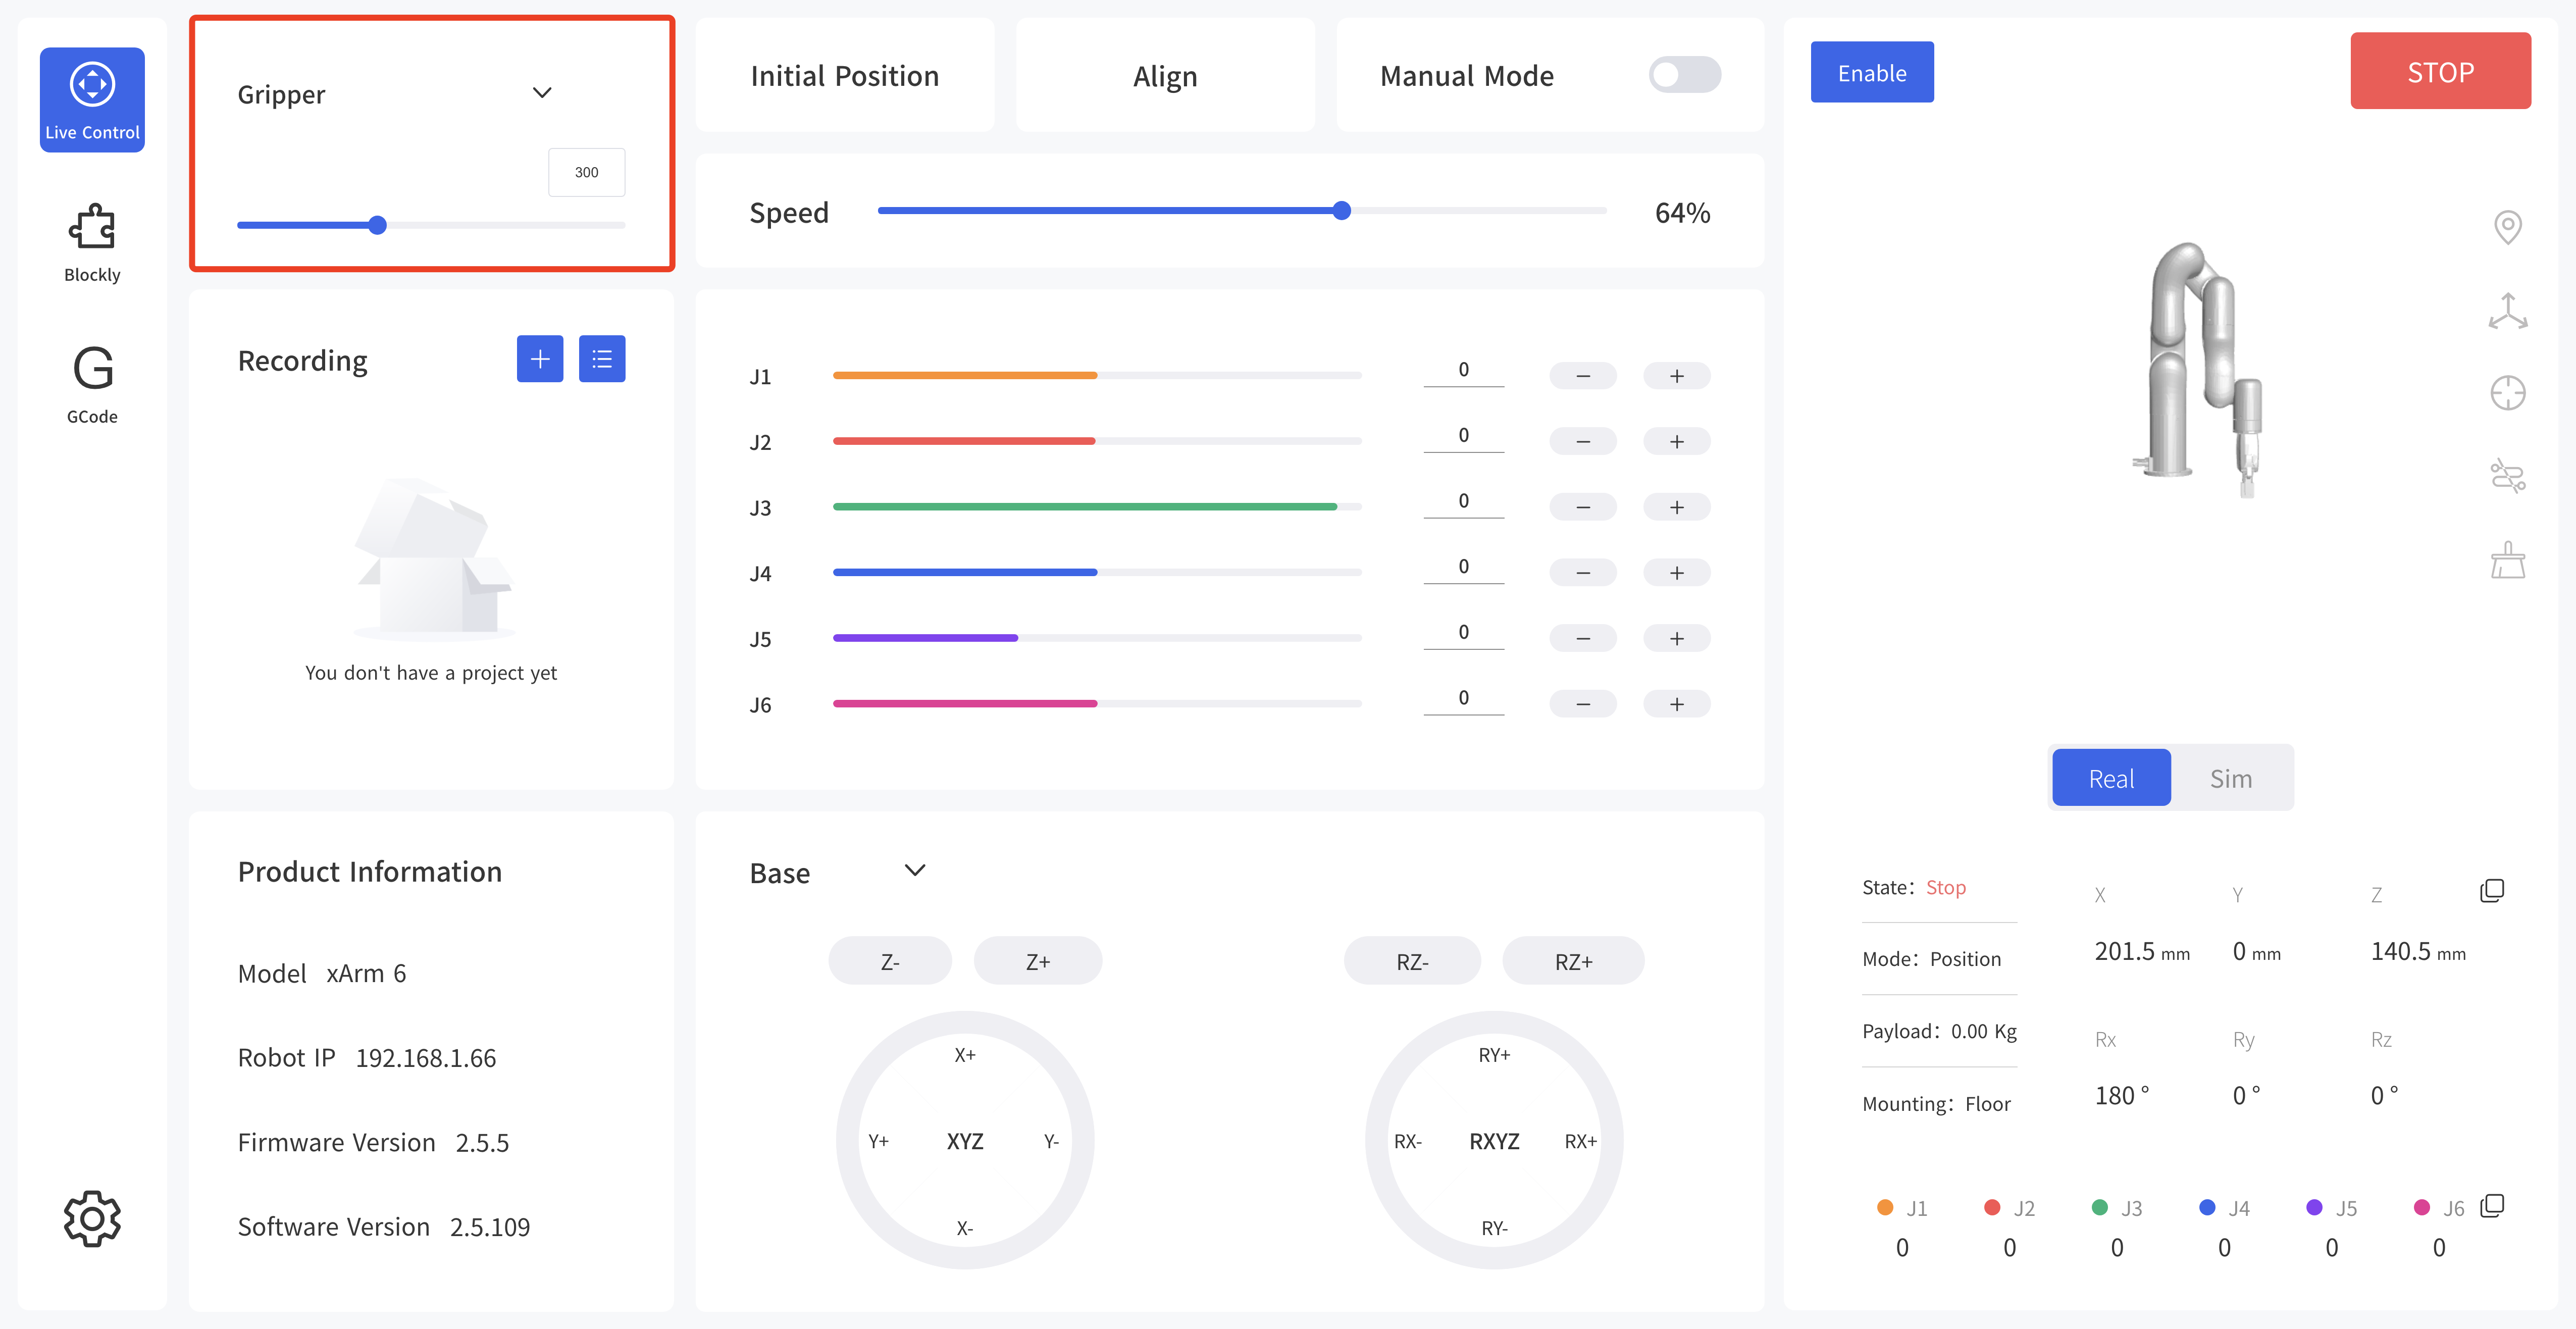 Live Control
Blockly
G
GCode
Gripper
300
Recording
You don't have a project yet
Product Information
Model xArm 6
Robot IP 192.168.1.66
Firmware Version 2.5.5
Software Version 2.5.109
Initial Position
Align
Manual Mode
Speed 64%
J1 0 − +
J2 0 − +
J3 0 − +
J4 0 − +
J5 0 − +
J6 0 − +
Base
Z- Z+ RZ- RZ+
X+
Y+ XYZ Y-
X-
RY+
RX- RXYZ RX+
RY-
Enable
STOP
Real Sim
State: Stop
Mode: Position
Payload: 0.00 Kg
Mounting: Floor
X Y Z
201.5 mm 0 mm 140.5 mm
Rx Ry Rz
180 ° 0 ° 0 °
J1 J2 J3 J4 J5 J6
0 0 0 0 0 0